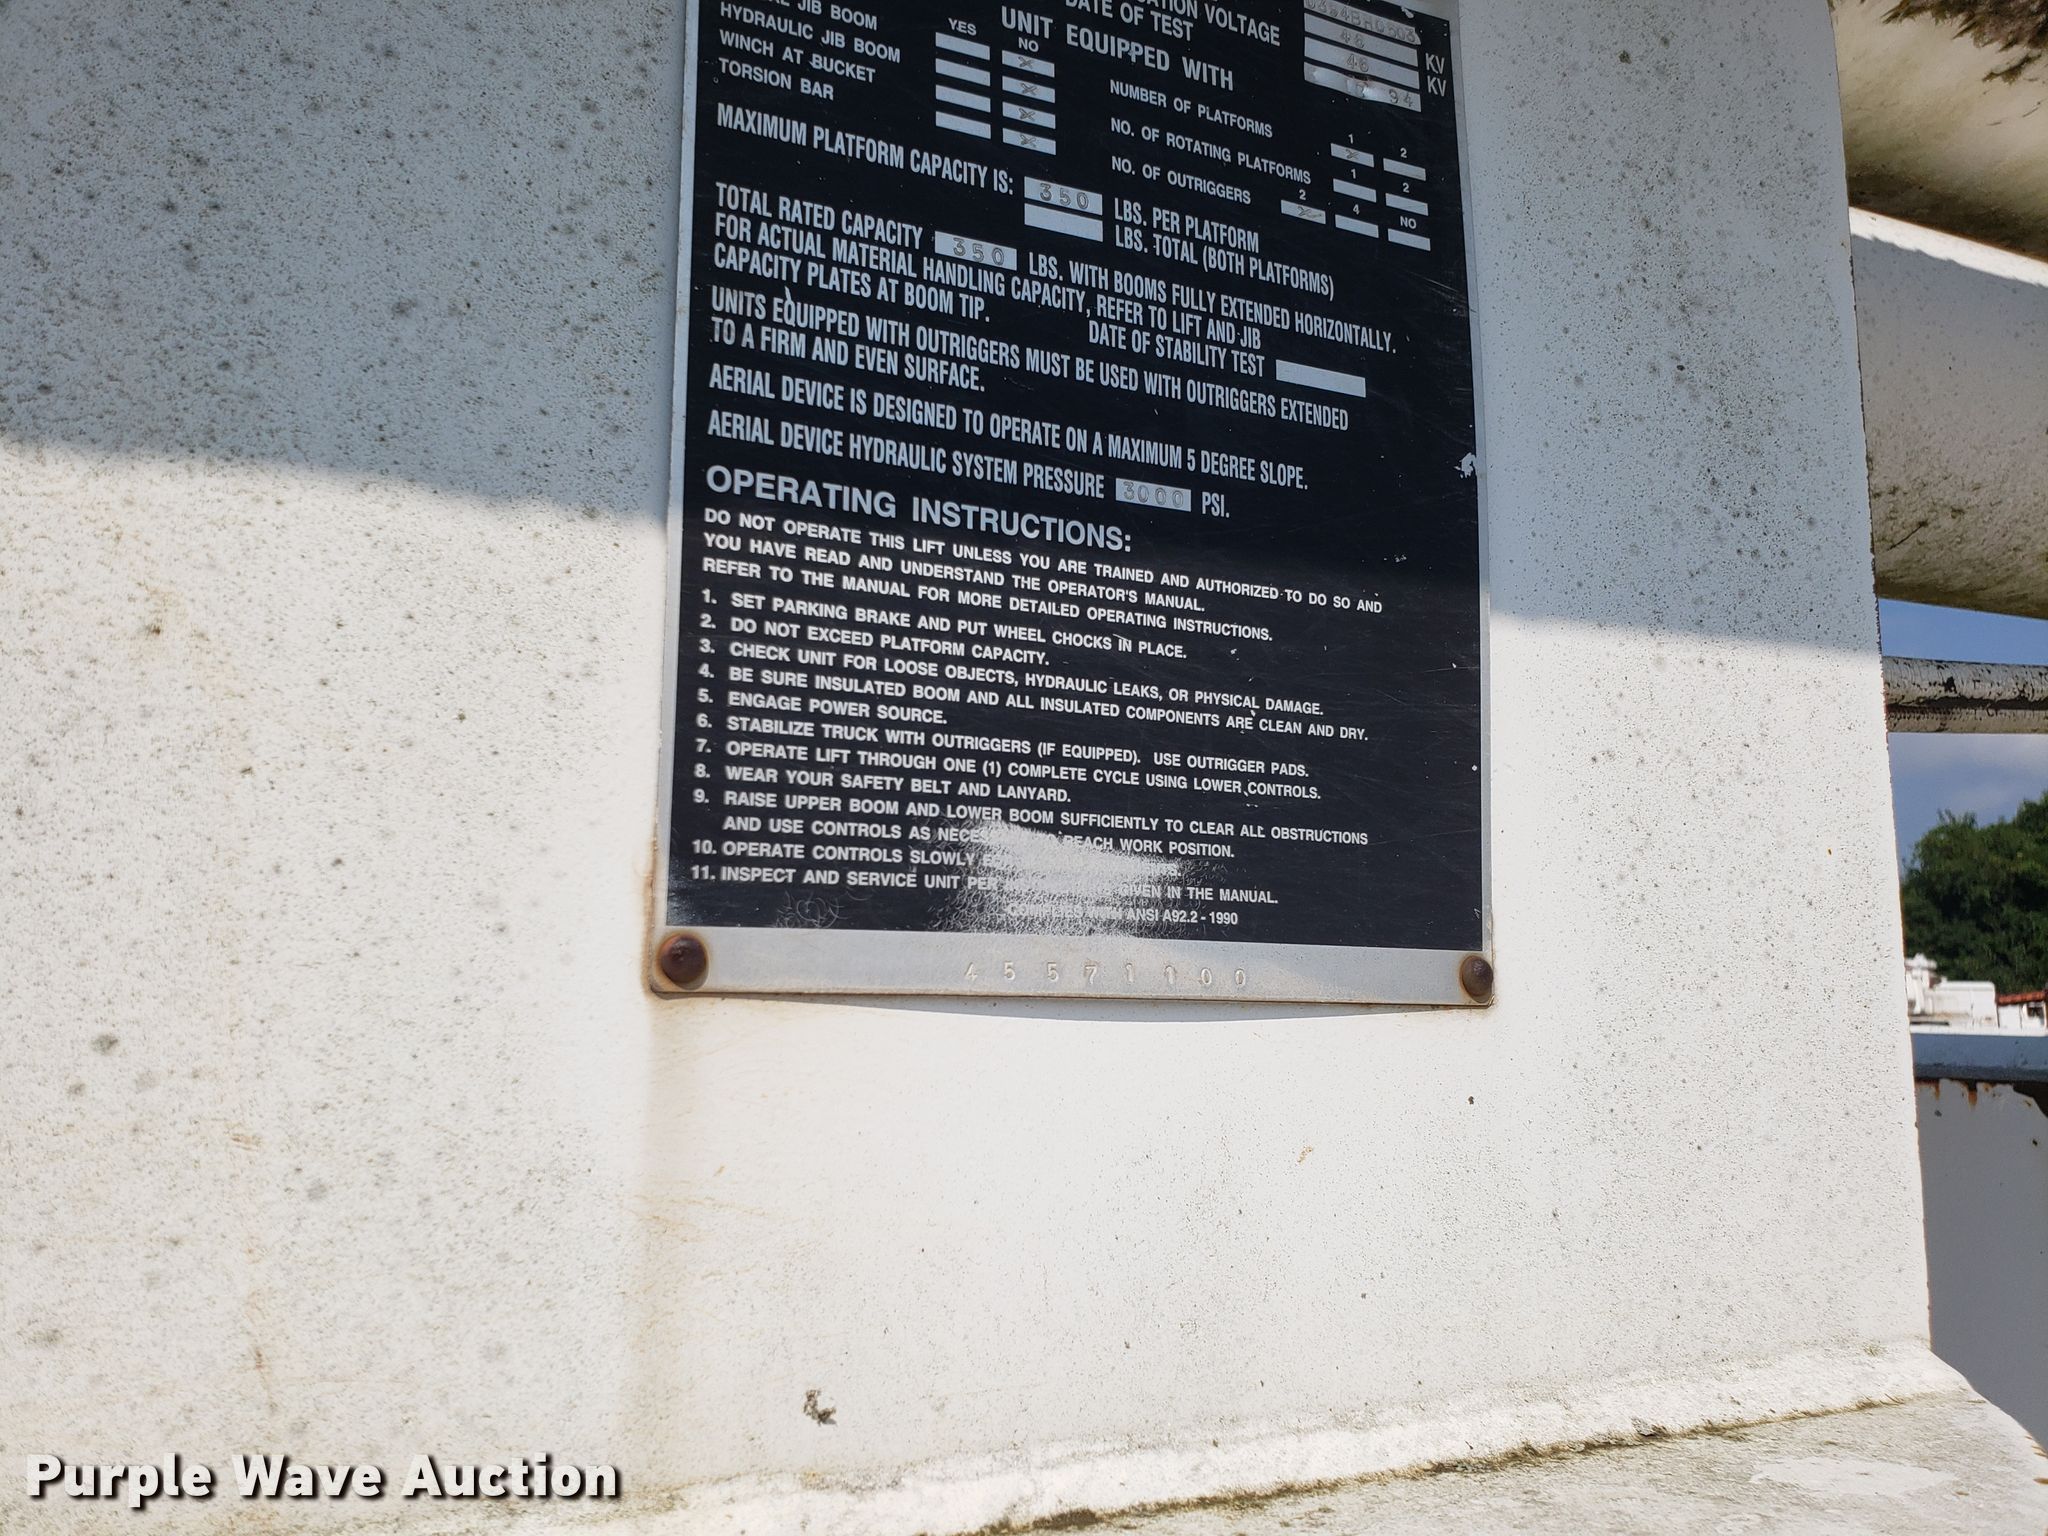 VOLTAGE
DATE OF TEST
46 KV
46 KV
94
UNIT EQUIPPED WITH
YES NO
JIB BOOM X
HYDRAULIC JIB BOOM X
WINCH AT BUCKET X
TORSION BAR X
NUMBER OF PLATFORMS 1 X 2
NO. OF ROTATING PLATFORMS 1 2
NO. OF OUTRIGGERS 2 X 4 NO
MAXIMUM PLATFORM CAPACITY IS: 350 LBS. PER PLATFORM
LBS. TOTAL (BOTH PLATFORMS)
TOTAL RATED CAPACITY 350 LBS. WITH BOOMS FULLY EXTENDED HORIZONTALLY.
FOR ACTUAL MATERIAL HANDLING CAPACITY, REFER TO LIFT AND JIB
CAPACITY PLATES AT BOOM TIP. DATE OF STABILITY TEST
UNITS EQUIPPED WITH OUTRIGGERS MUST BE USED WITH OUTRIGGERS EXTENDED
TO A FIRM AND EVEN SURFACE.
AERIAL DEVICE IS DESIGNED TO OPERATE ON A MAXIMUM 5 DEGREE SLOPE.
AERIAL DEVICE HYDRAULIC SYSTEM PRESSURE 3000 PSI.
OPERATING INSTRUCTIONS:
DO NOT OPERATE THIS LIFT UNLESS YOU ARE TRAINED AND AUTHORIZED TO DO SO AND
YOU HAVE READ AND UNDERSTAND THE OPERATOR'S MANUAL.
REFER TO THE MANUAL FOR MORE DETAILED OPERATING INSTRUCTIONS.
1. SET PARKING BRAKE AND PUT WHEEL CHOCKS IN PLACE.
2. DO NOT EXCEED PLATFORM CAPACITY.
3. CHECK UNIT FOR LOOSE OBJECTS, HYDRAULIC LEAKS, OR PHYSICAL DAMAGE.
4. BE SURE INSULATED BOOM AND ALL INSULATED COMPONENTS ARE CLEAN AND DRY.
5. ENGAGE POWER SOURCE.
6. STABILIZE TRUCK WITH OUTRIGGERS (IF EQUIPPED). USE OUTRIGGER PADS.
7. OPERATE LIFT THROUGH ONE (1) COMPLETE CYCLE USING LOWER CONTROLS.
8. WEAR YOUR SAFETY BELT AND LANYARD.
9. RAISE UPPER BOOM AND LOWER BOOM SUFFICIENTLY TO CLEAR ALL OBSTRUCTIONS
AND USE CONTROLS AS REACH WORK POSITION.
10. OPERATE CONTROLS SLOWLY
11. INSPECT AND SERVICE UNIT PER GIVEN IN THE MANUAL.
ANSI A92.2 - 1990
45571100
Purple Wave Auction